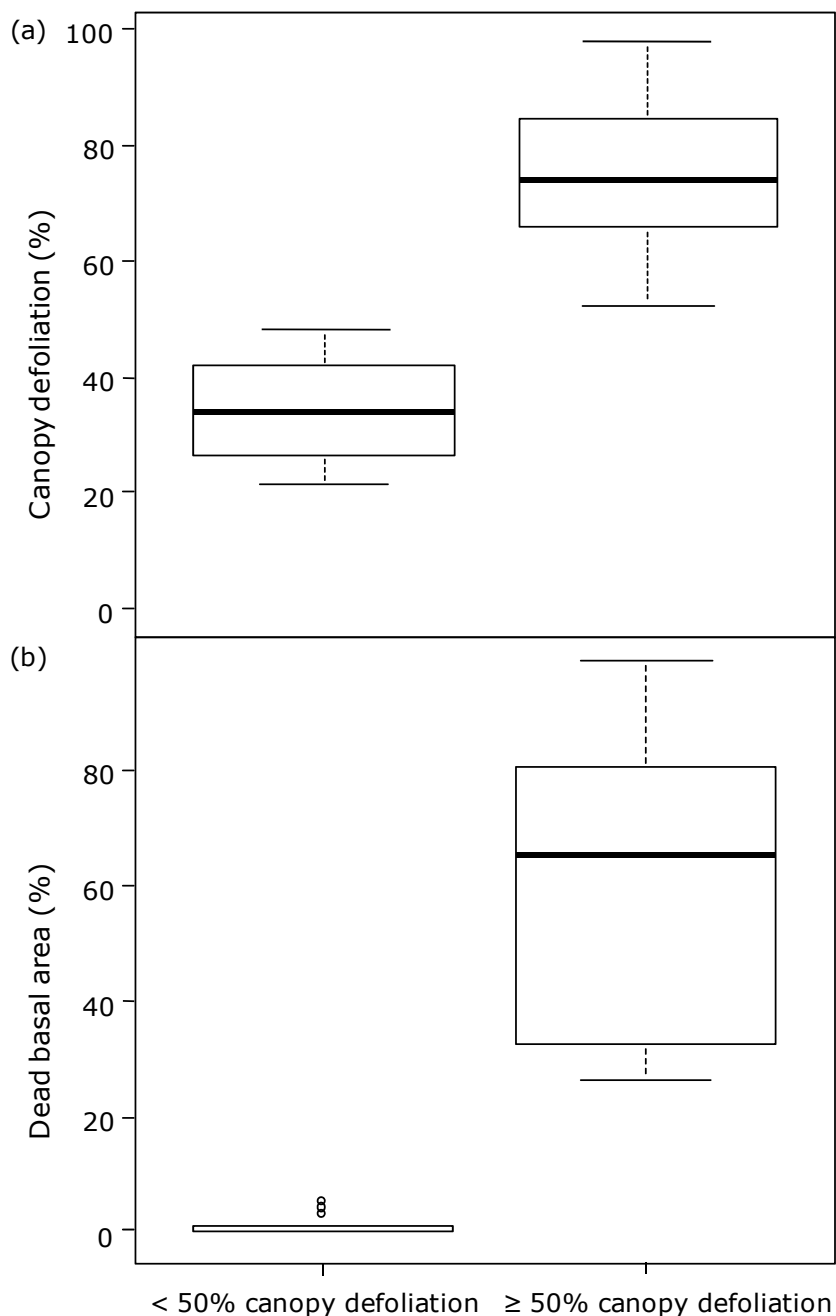 (a)
100
80
60
40
20
0
Canopy defoliation (%)
(b)
80
60
40
20
0
Dead basal area (%)
< 50% canopy defoliation ≥ 50% canopy defoliation